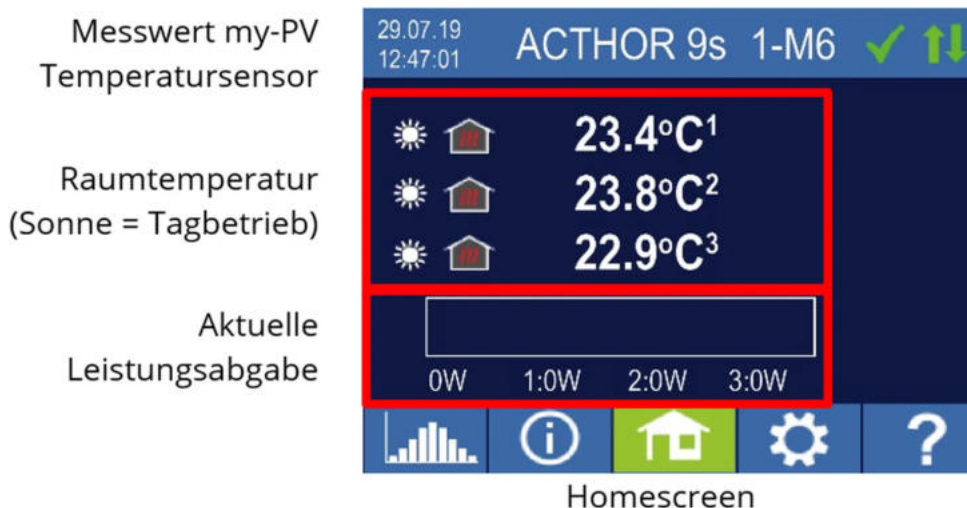 Messwert my-PV
Temperatursensor
Raumtemperatur
(Sonne = Tagbetrieb)
Aktuelle
Leistungsabgabe
29.07.19
12:47:01
ACTHOR 9s 1-M6
23.4°C¹
23.8°C²
22.9°C³
0W 1:0W 2:0W 3:0W
i
?
Homescreen